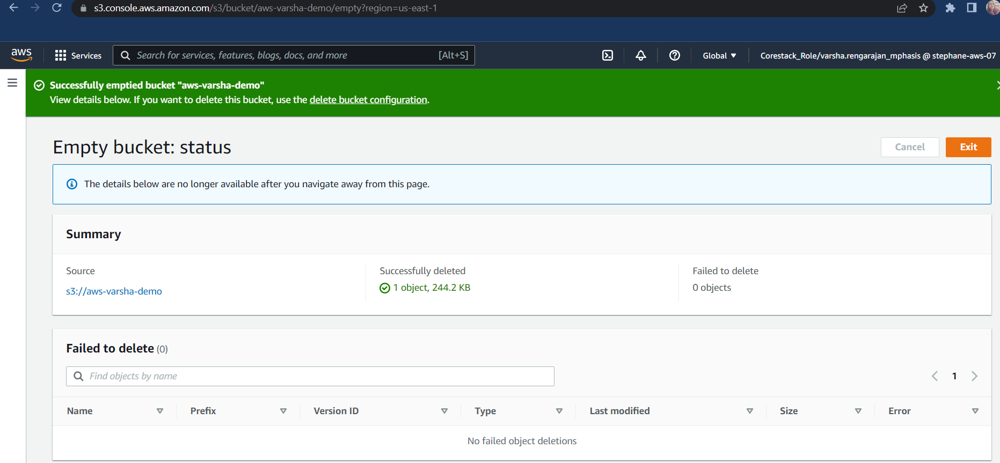 s3.console.aws.amazon.com/s3/bucket/aws-varsha-demo/empty?region=us-east-1
aws
Services
Search for services, features, blogs, docs, and more [Alt+S]
Global
Corestack_Role/varsha.rengarajan_mphasis @ stephane-aws-07
Successfully emptied bucket "aws-varsha-demo"
View details below. If you want to delete this bucket, use the delete bucket configuration.
Empty bucket: status
Cancel
Exit
The details below are no longer available after you navigate away from this page.
Summary
Source
s3://aws-varsha-demo
Successfully deleted
1 object, 244.2 KB
Failed to delete
0 objects
Failed to delete (0)
Find objects by name
1
Name Prefix Version ID Type Last modified Size Error
No failed object deletions